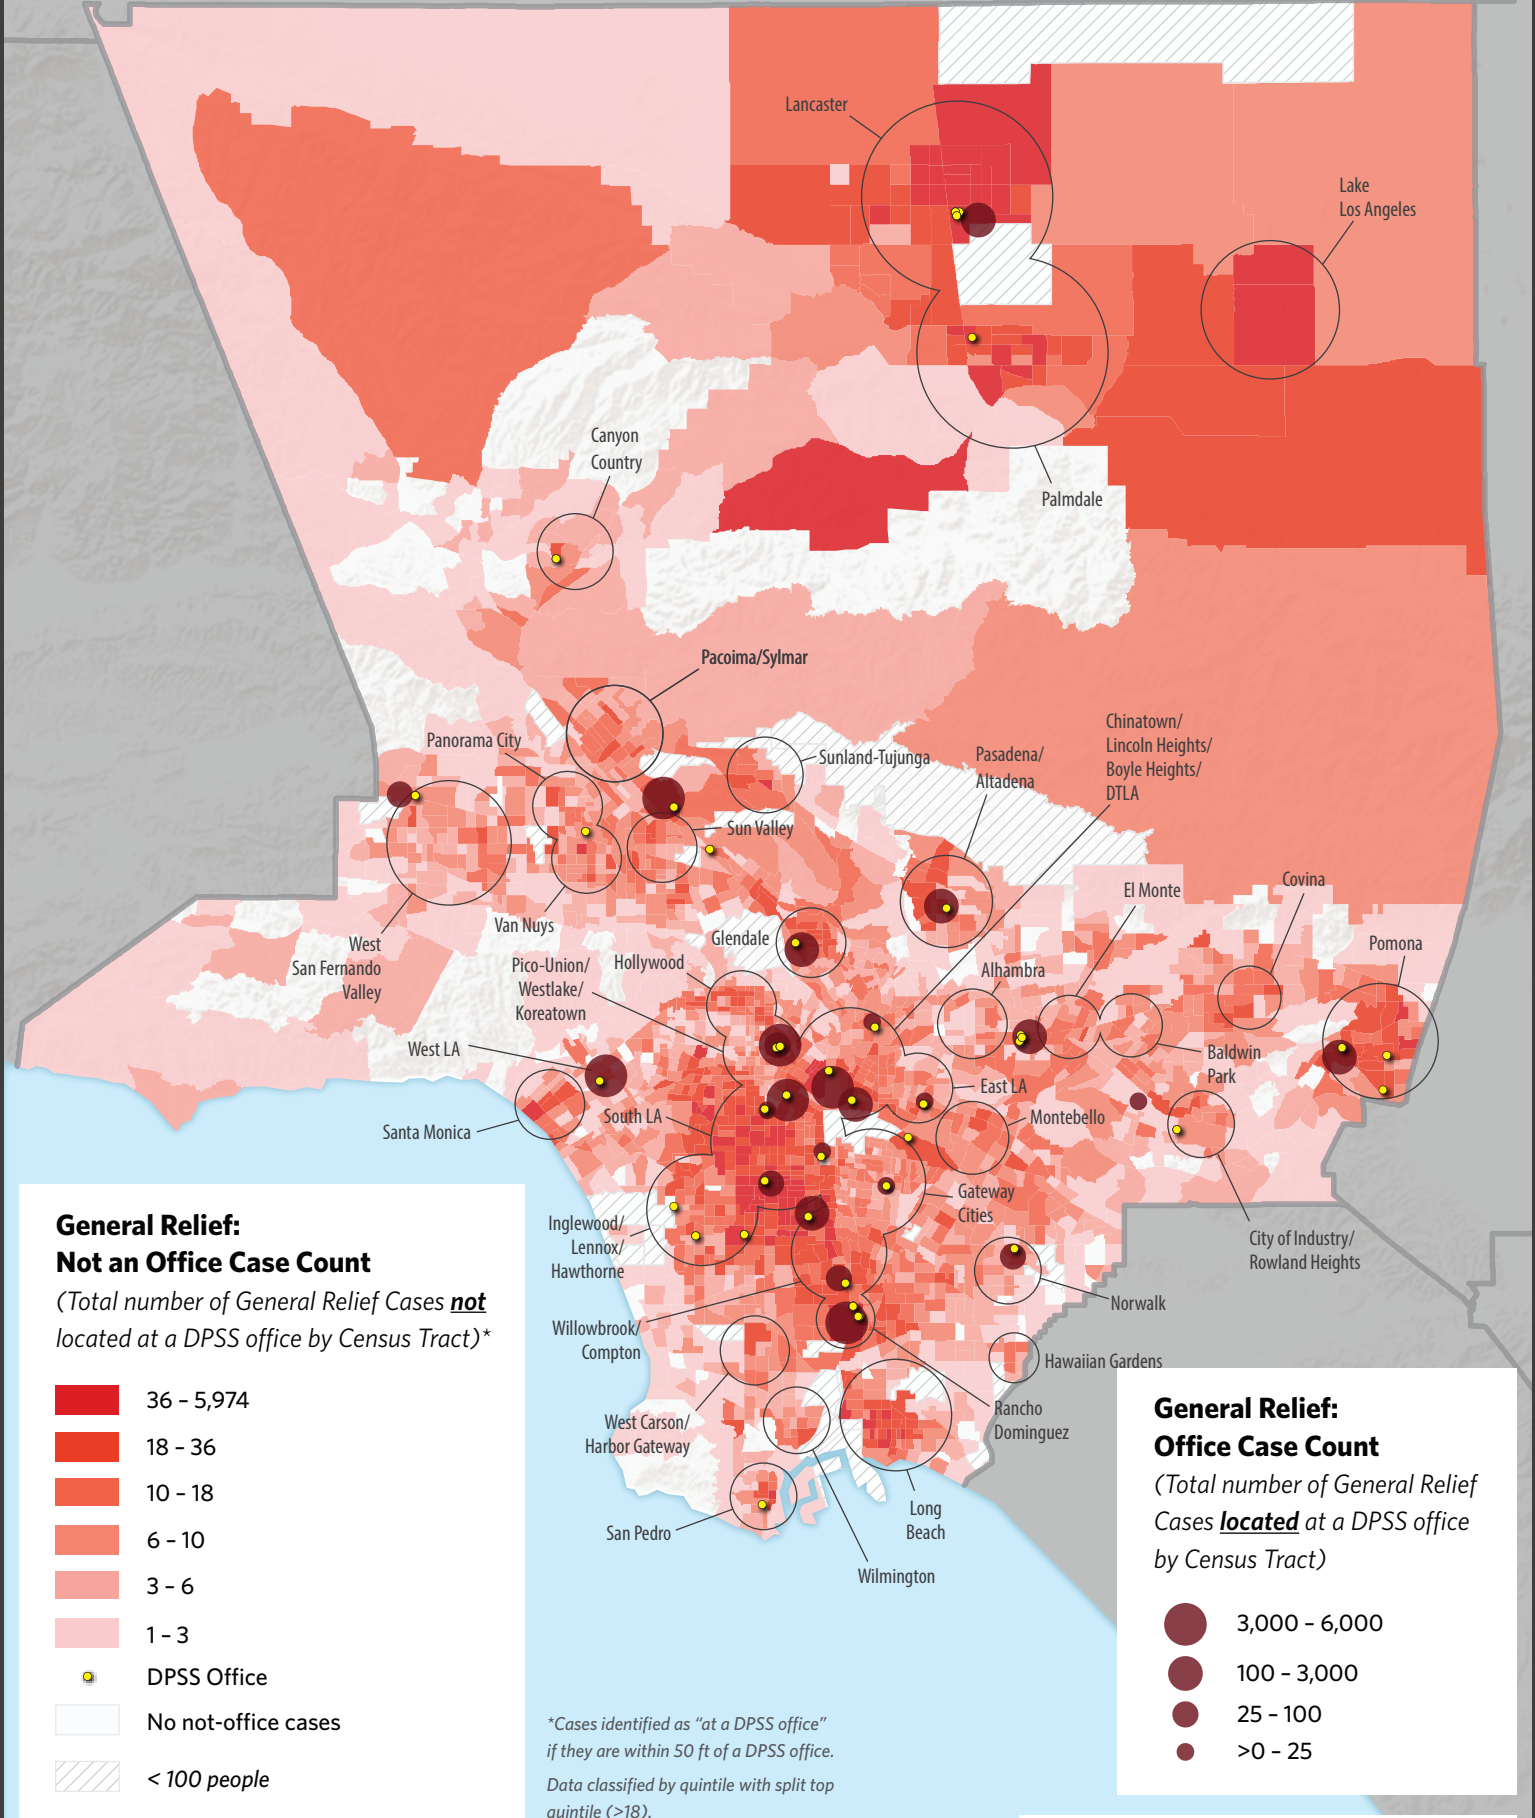 Lancaster
Lake
Los Angeles
Canyon
Country
Palmdale
Pacoima/Sylmar
Chinatown/
Lincoln Heights/
Boyle Heights/
DTLA
Panorama City
Sunland-Tujunga
Pasadena/
Altadena
Sun Valley
El Monte
Covina
Van Nuys
West
San Fernando
Valley
Glendale
Pomona
Hollywood
Pico-Union/
Westlake/
Koreatown
Alhambra
West LA
Baldwin
Park
East LA
South LA
Montebello
Santa Monica
Gateway
Cities
Inglewood/
Lennox/
Hawthorne
City of Industry/
Rowland Heights
Norwalk
Willowbrook/
Compton
Hawaiian Gardens
West Carson/
Harbor Gateway
Rancho
Dominguez
San Pedro
Long
Beach
Wilmington
General Relief:
Not an Office Case Count
(Total number of General Relief Cases not
located at a DPSS office by Census Tract)*
36 – 5,974
18 – 36
10 – 18
6 – 10
3 – 6
1 – 3
DPSS Office
No not-office cases
< 100 people
*Cases identified as “at a DPSS office”
if they are within 50 ft of a DPSS office.
Data classified by quintile with split top
quintile (>18).
General Relief:
Office Case Count
(Total number of General Relief
Cases located at a DPSS office
by Census Tract)
3,000 – 6,000
100 – 3,000
25 – 100
>0 – 25